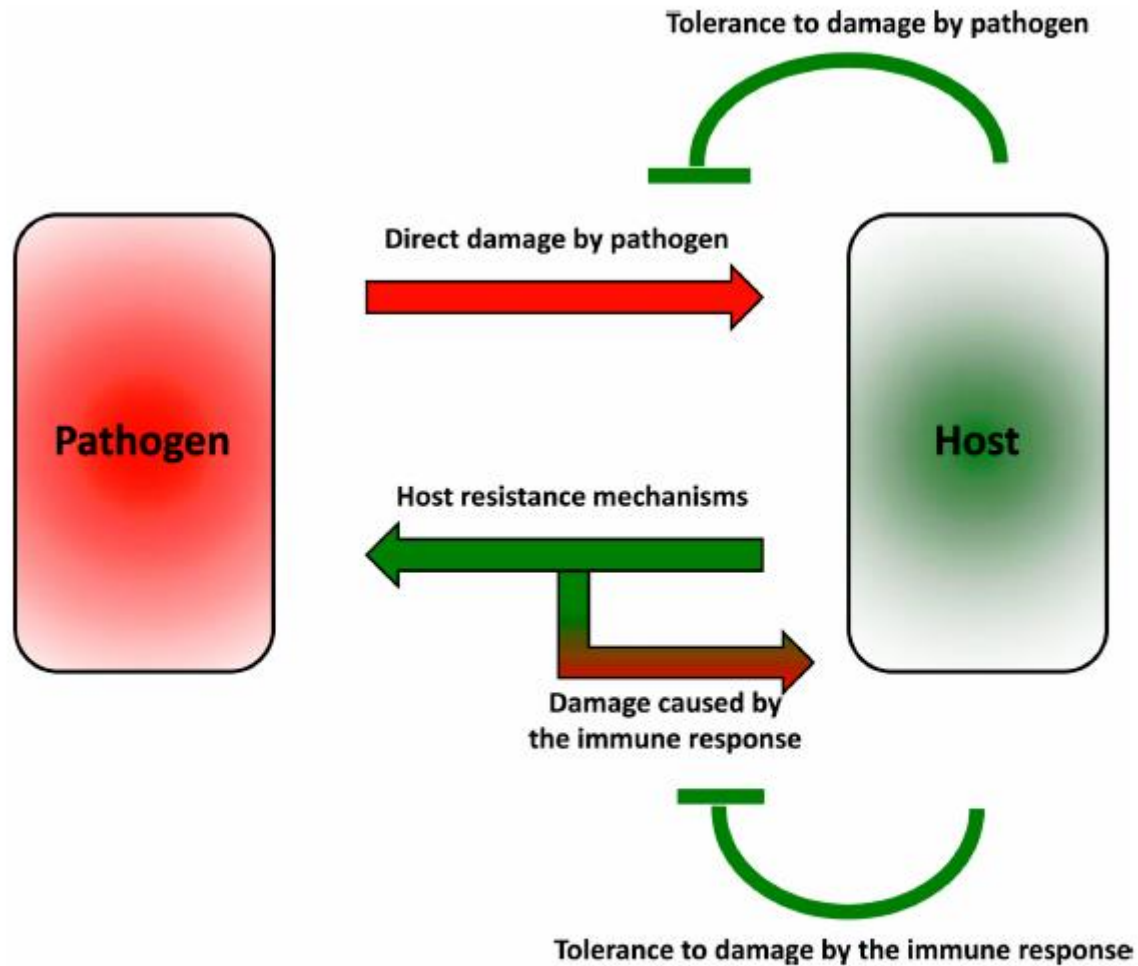 Tolerance to damage by pathogen
Direct damage by pathogen
Pathogen
Host
Host resistance mechanisms
Damage caused by
the immune response
Tolerance to damage by the immune response